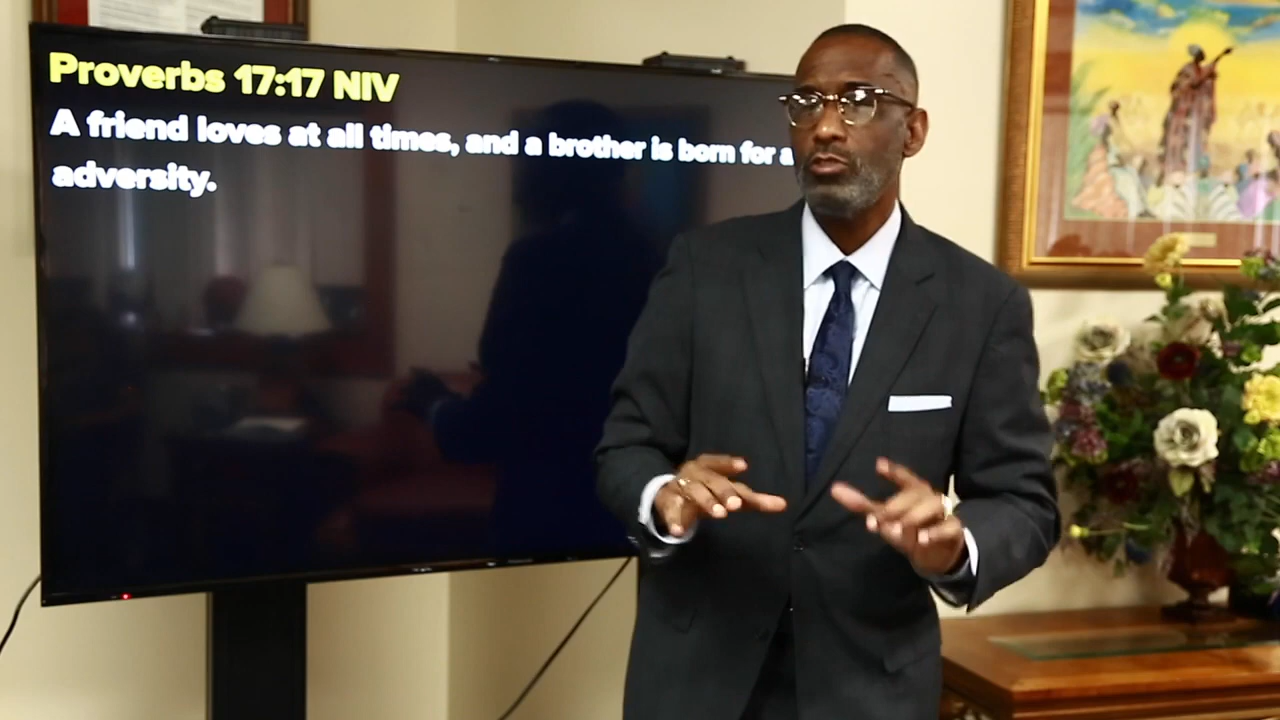 Proverbs 17:17 NIV
A friend loves at all times, and a brother is born for a
adversity.